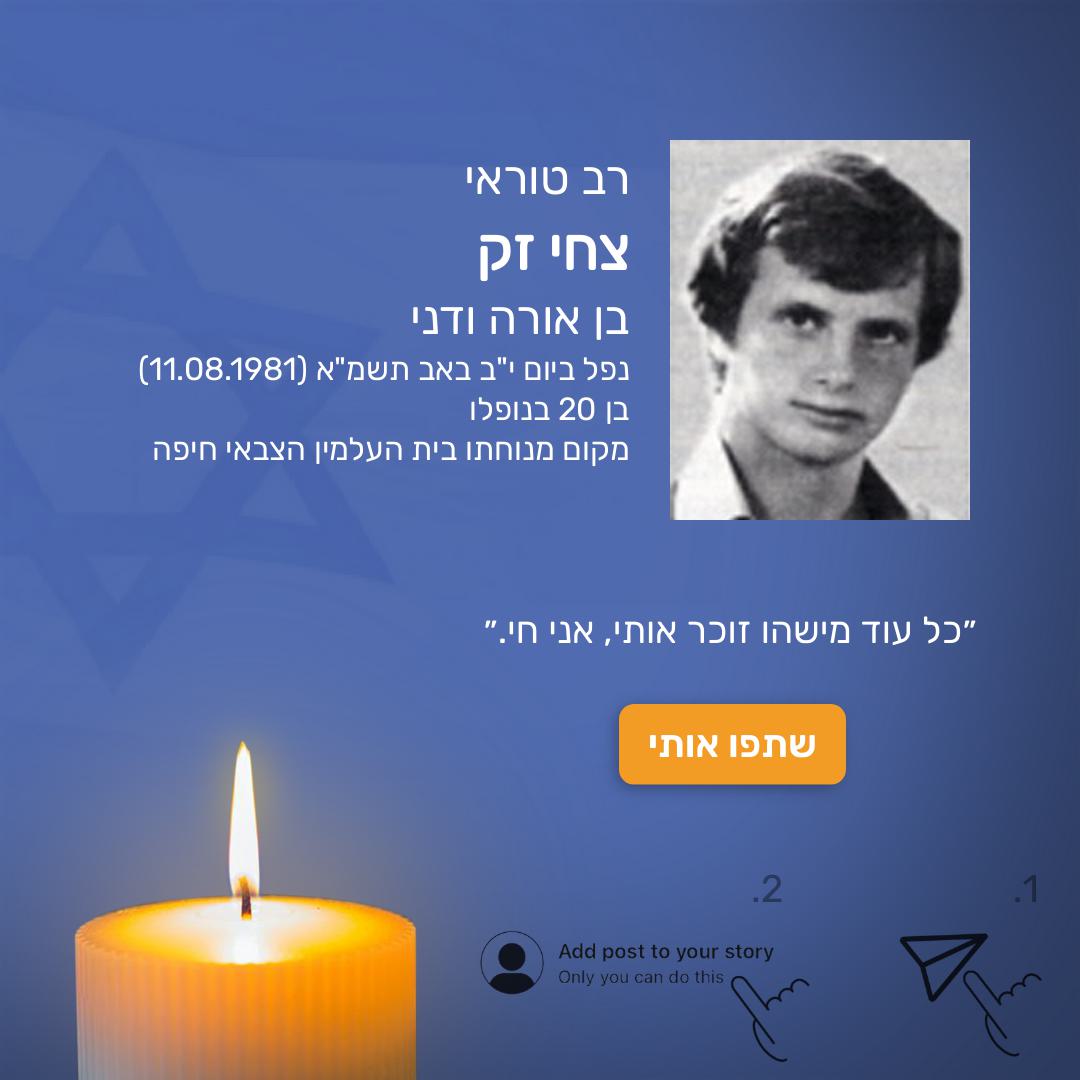 רב טוראי
צחי זק
בן אורה ודני
נפל ביום י"ב באב תשמ"א (11.08.1981)
בן 20 בנופלו
מקום מנוחתו בית העלמין הצבאי חיפה
״כל עוד מישהו זוכר אותי, אני חי.״
שתפו אותי
.1
.2
Add post to your story
Only you can do this